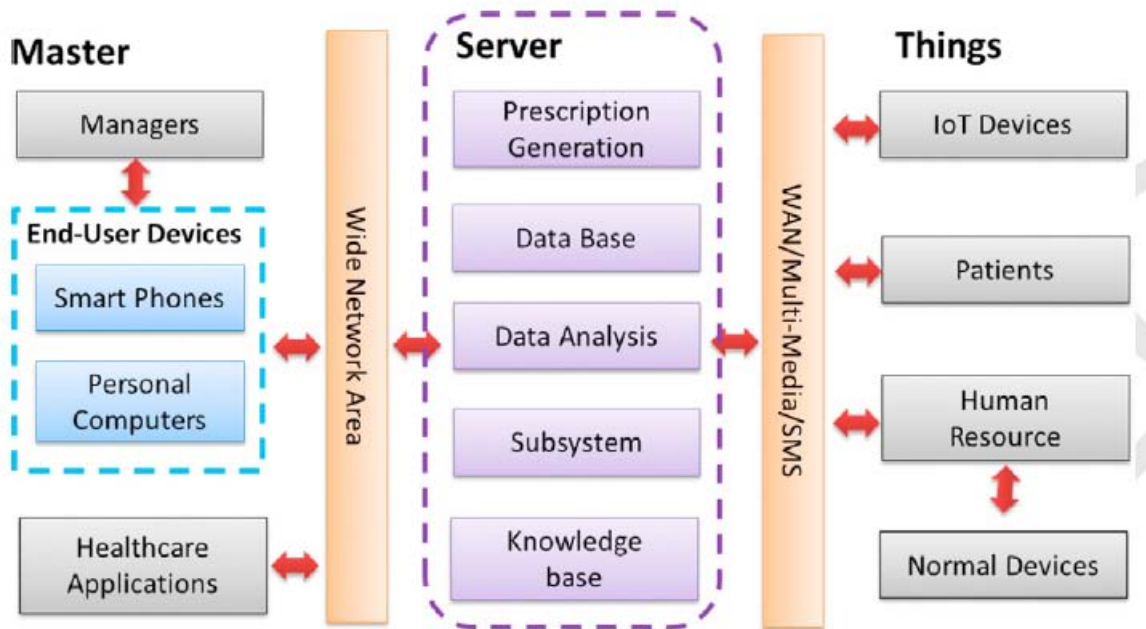 Master
Managers
End-User Devices
Smart Phones
Personal
Computers
Healthcare
Applications
Wide Network Area
Server
Prescription
Generation
Data Base
Data Analysis
Subsystem
Knowledge
base
WAN/Multi-Media/SMS
Things
IoT Devices
Patients
Human
Resource
Normal Devices